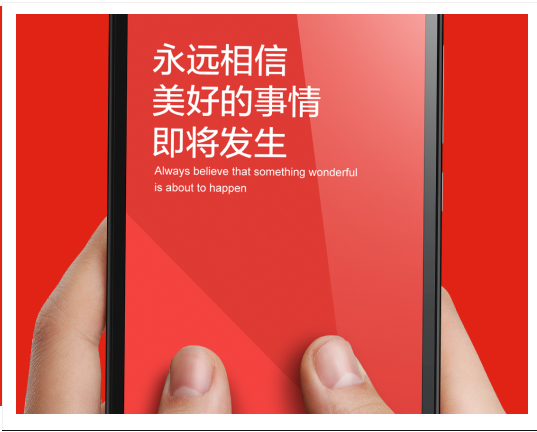 永远相信
美好的事情
即将发生
Always believe that something wonderful
is about to happen